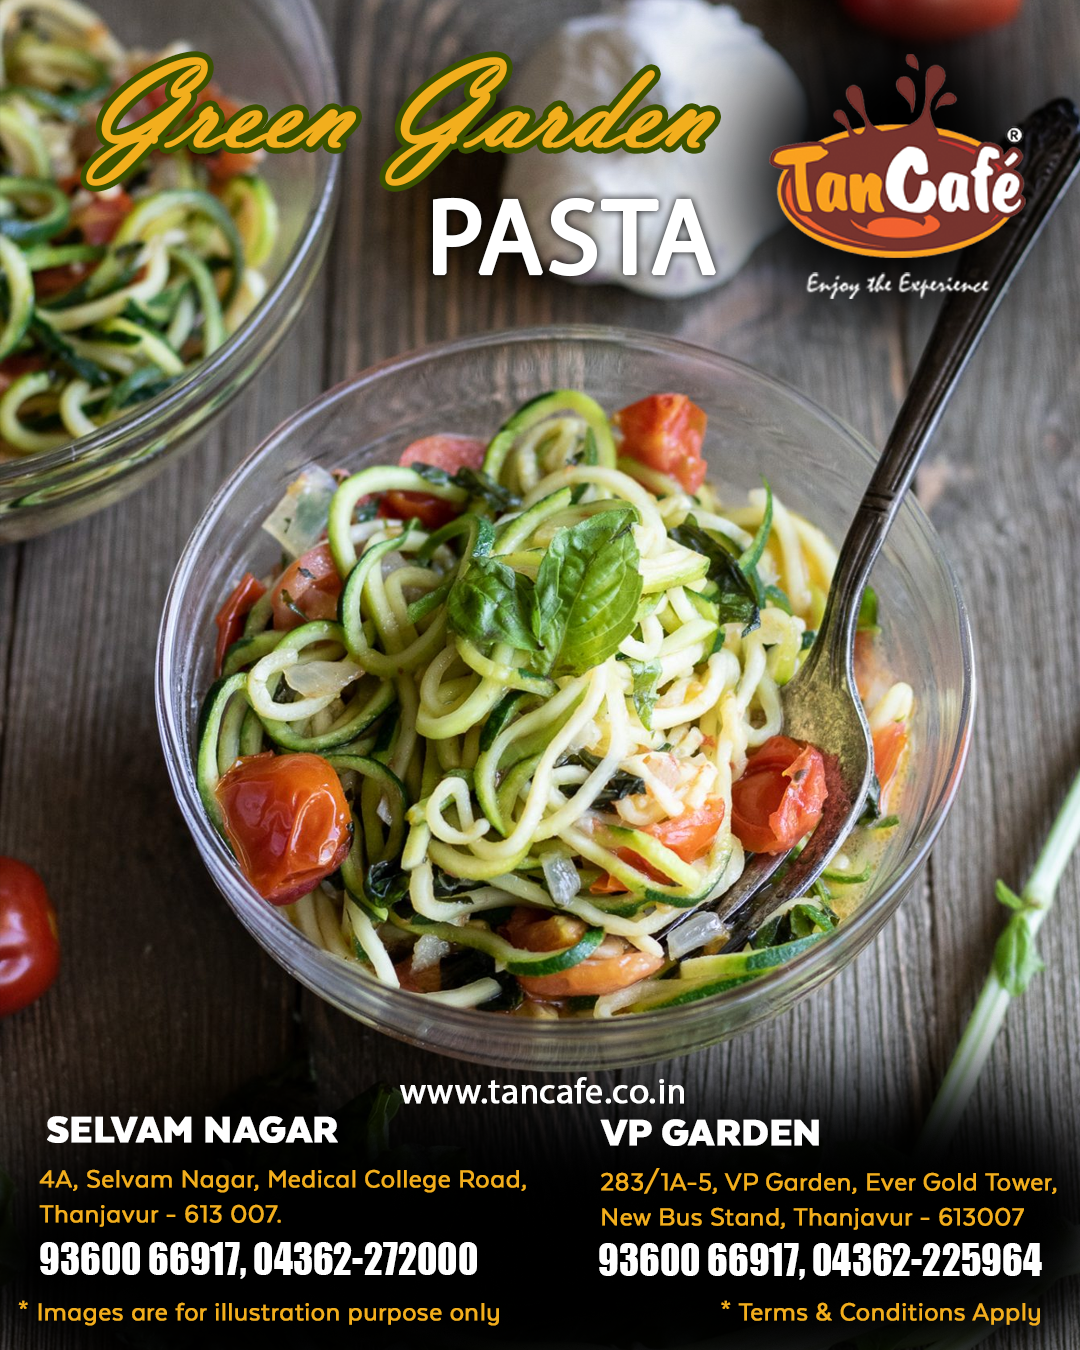 Green Garden
PASTA
TanCafé®
Enjoy the Experience
www.tancafe.co.in
SELVAM NAGAR
4A, Selvam Nagar, Medical College Road,
Thanjavur - 613 007.
93600 66917, 04362-272000
VP GARDEN
283/1A-5, VP Garden, Ever Gold Tower,
New Bus Stand, Thanjavur - 613007
93600 66917, 04362-225964
* Images are for illustration purpose only
* Terms & Conditions Apply